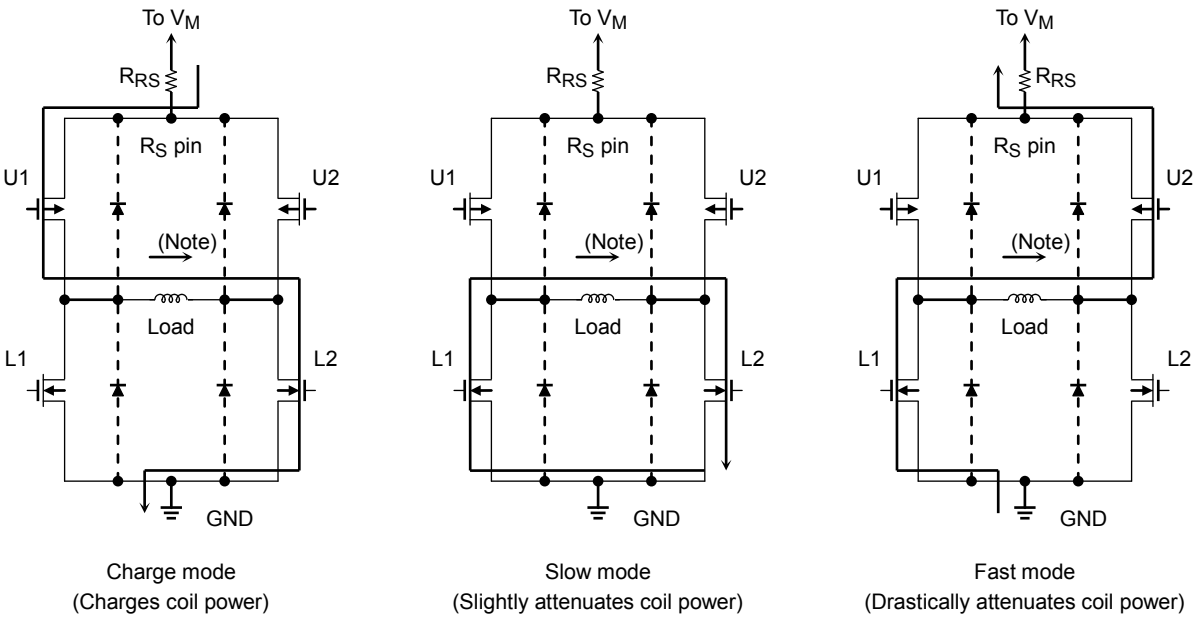 To VM
RRS
RS pin
U1
U2
(Note)
Load
L1
L2
GND
Charge mode
(Charges coil power)
To VM
RRS
RS pin
U1
U2
(Note)
Load
L1
L2
GND
Slow mode
(Slightly attenuates coil power)
To VM
RRS
RS pin
U1
U2
(Note)
Load
L1
L2
GND
Fast mode
(Drastically attenuates coil power)